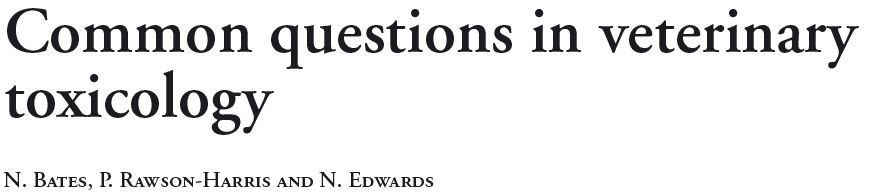 Common questions in veterinary
toxicology
N. Bates, P. Rawson-Harris and N. Edwards